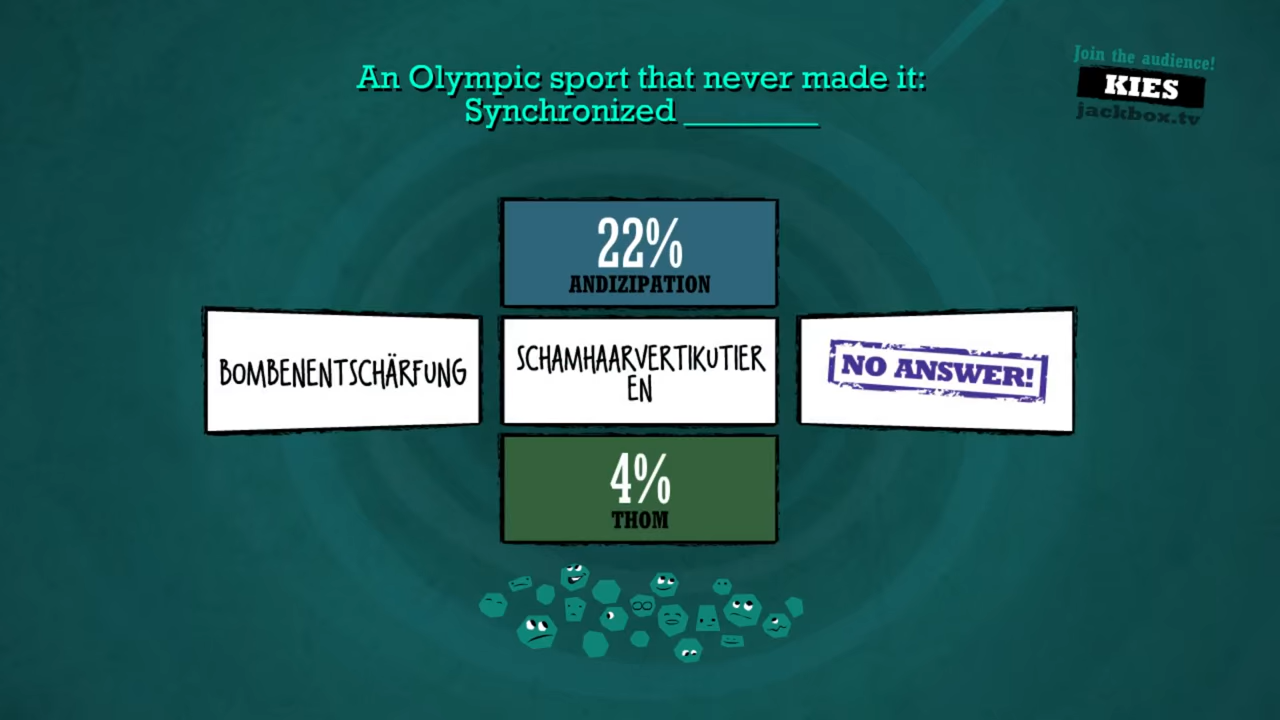 An Olympic sport that never made it:
Synchronized ________
Join the audience!
KIES
jackbox.tv
22%
ANDIZIPATION
BOMBENENTSCHÄRFUNG
SCHAMHAARVERTIKUTIER
EN
NO ANSWER!
4%
THOM